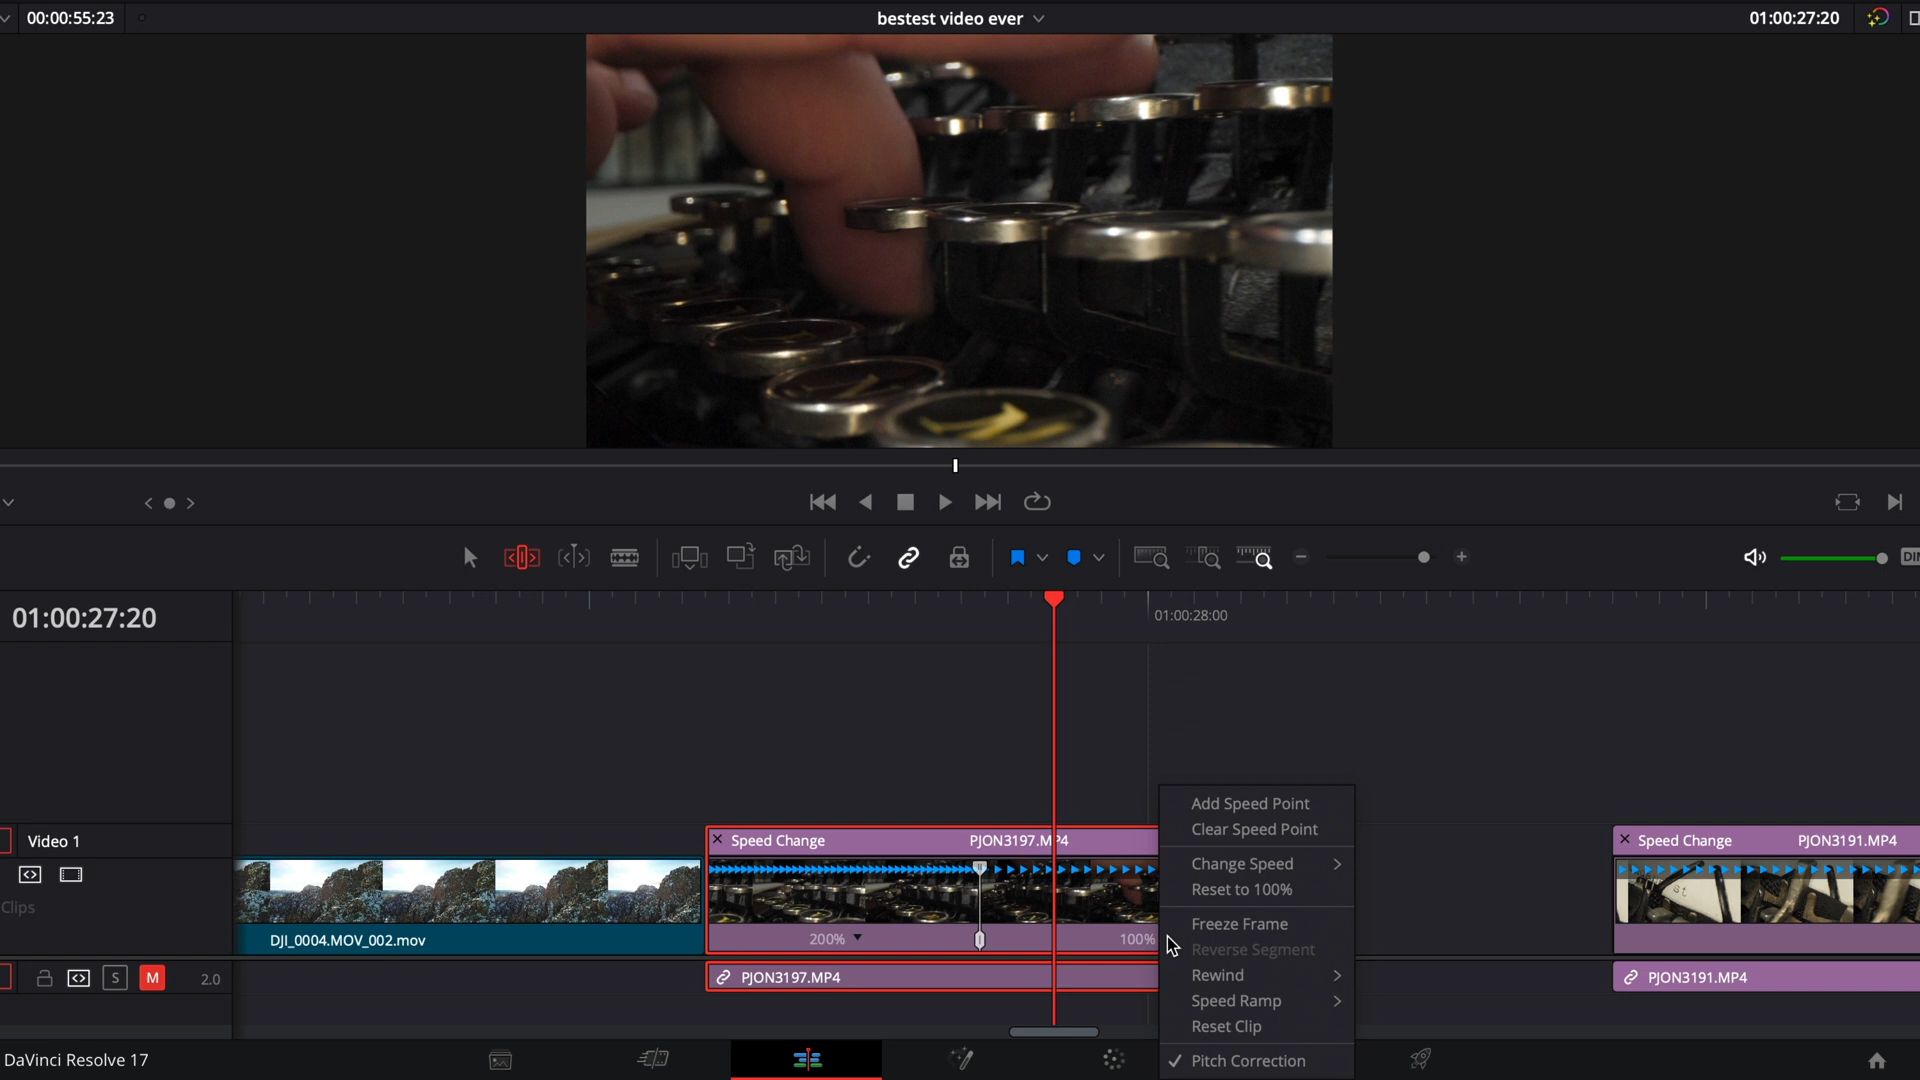 00:00:55:23
bestest video ever
01:00:27:20
01:00:27:20
01:00:28:00
Add Speed Point
Clear Speed Point
Change Speed
Reset to 100%
Freeze Frame
Reverse Segment
Rewind
Speed Ramp
Reset Clip
Pitch Correction
Video 1
Speed Change PJON3197.MP4
Speed Change PJON3191.MP4
Clips
st
DJI_0004.MOV_002.mov
200%
100%
S M 2.0
PJON3197.MP4
PJON3191.MP4
DaVinci Resolve 17